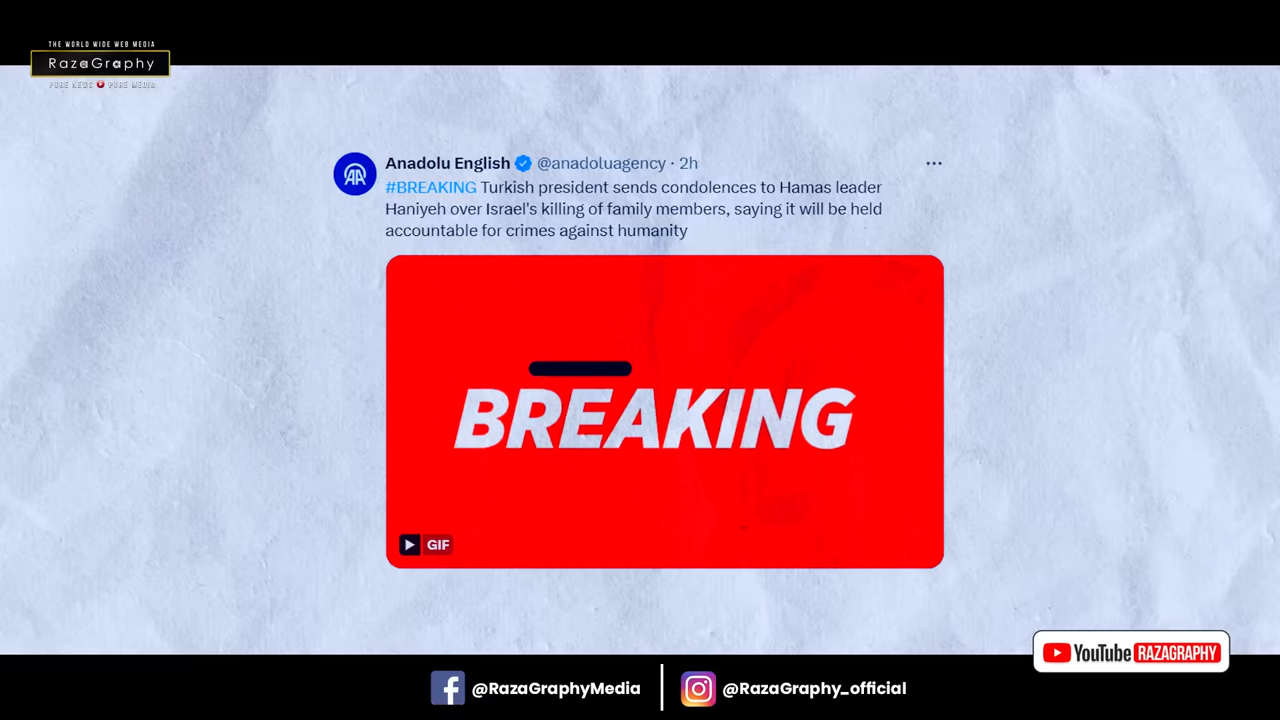 THE WORLD WIDE WEB MEDIA
RazaGraphy
PURE NEWS PURE MEDIA
Anadolu English @anadoluagency · 2h
#BREAKING Turkish president sends condolences to Hamas leader
Haniyeh over Israel's killing of family members, saying it will be held
accountable for crimes against humanity
BREAKING
GIF
YouTube RAZAGRAPHY
@RazaGraphyMedia
@RazaGraphy_official